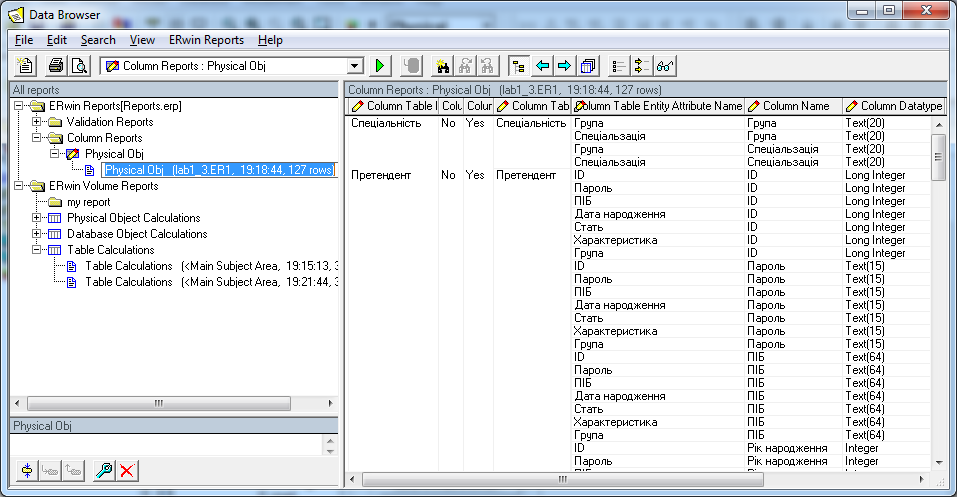 Data Browser
File Edit Search View ERwin Reports Help
Column Reports : Physical Obj
All reports
ERwin Reports[Reports.erp]
Validation Reports
Column Reports
Physical Obj
Physical Obj (lab1_3.ER1, 19:18:44, 127 rows)
ERwin Volume Reports
my report
Physical Object Calculations
Database Object Calculations
Table Calculations
Table Calculations (<Main Subject Area, 19:15:13, 3
Table Calculations (<Main Subject Area, 19:21:44, 3
Physical Obj
Column Reports : Physical Obj (lab1_3.ER1, 19:18:44, 127 rows)
Column Table Colu Colum Column Tab Column Table Entity Attribute Name Column Name Column Datatype
Спеціальність No Yes Спеціальність Група Група Text(20)
Спеціальзація Група Text(20)
Група Спеціальзація Text(20)
Спеціальзація Спеціальзація Text(20)
Претендент No Yes Претендент ID ID Long Integer
Пароль ID Long Integer
ПІБ ID Long Integer
Дата народження ID Long Integer
Стать ID Long Integer
Характеристика ID Long Integer
Група ID Long Integer
ID Пароль Text(15)
Пароль Пароль Text(15)
ПІБ Пароль Text(15)
Дата народження Пароль Text(15)
Стать Пароль Text(15)
Характеристика Пароль Text(15)
Група Пароль Text(15)
ID ПІБ Text(64)
Пароль ПІБ Text(64)
ПІБ ПІБ Text(64)
Дата народження ПІБ Text(64)
Стать ПІБ Text(64)
Характеристика ПІБ Text(64)
Група ПІБ Text(64)
ID Рік народження Integer
Пароль Рік народження Integer
ПІБ Рік народження Integer